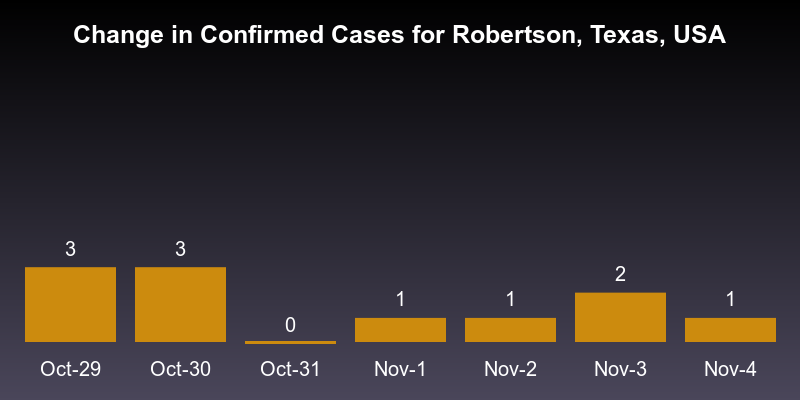 Change in Confirmed Cases for Robertson, Texas, USA
3 3 0 1 1 2 1
Oct-29 Oct-30 Oct-31 Nov-1 Nov-2 Nov-3 Nov-4